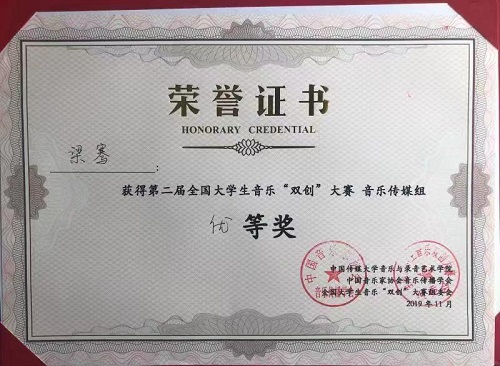 荣誉证书
HONORARY CREDENTIAL
梁骞:
获得第二届全国大学生音乐“双创”大赛 音乐传媒组
优等奖
中国传媒大学音乐与录音艺术学院
中国音乐家协会音乐传播学会
全国大学生音乐“双创”大赛组委会
2019年11月